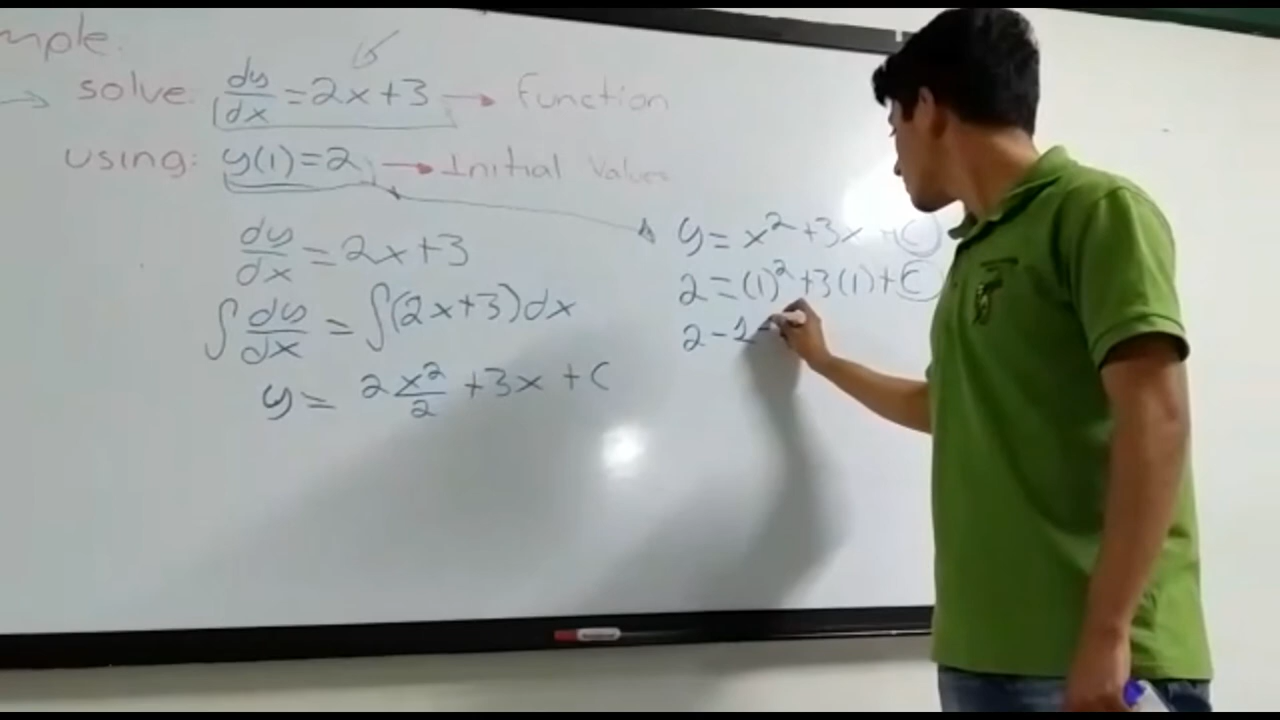 mple.
solve: dy/dx = 2x+3 → function
using: y(1)=2 → Initial Values
dy/dx = 2x+3
∫ dy/dx = ∫(2x+3)dx
y = 2x²/2 +3x +C
y = x² +3x +C
2 = (1)² +3(1)+C
2-1-